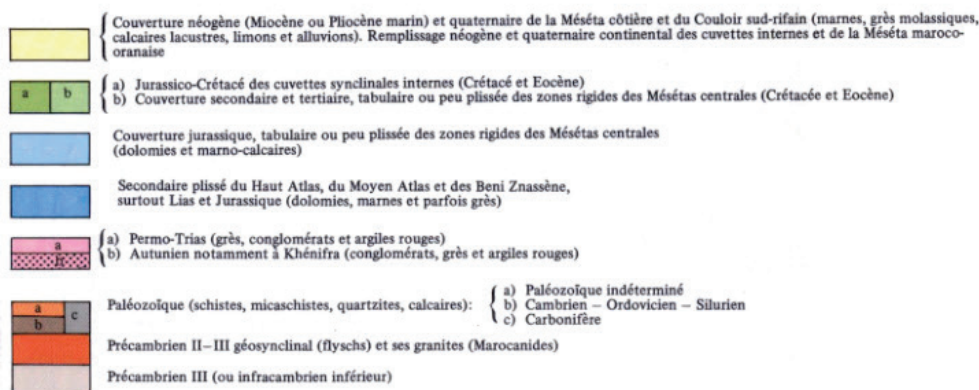 Couverture néogène (Miocène ou Pliocène marin) et quaternaire de la Méséta côtière et du Couloir sud-rifain (marnes, grès molassiques,
calcaires lacustres, limons et alluvions). Remplissage néogène et quaternaire continental des cuvettes internes et de la Méséta maroco-
oranaise
a b
a) Jurassico-Crétacé des cuvettes synclinales internes (Crétacé et Eocène)
b) Couverture secondaire et tertiaire, tabulaire ou peu plissée des zones rigides des Mésétas centrales (Crétacée et Eocène)
Couverture jurassique, tabulaire ou peu plissée des zones rigides des Mésétas centrales
(dolomies et marno-calcaires)
Secondaire plissé du Haut Atlas, du Moyen Atlas et des Beni Znassène,
surtout Lias et Jurassique (dolomies, marnes et parfois grès)
a
a) Permo-Trias (grès, conglomérats et argiles rouges)
b) Autunien notamment à Khénifra (conglomérats, grès et argiles rouges)
a
b
c
Paléozoïque (schistes, micaschistes, quartzites, calcaires):
a) Paléozoïque indéterminé
b) Cambrien – Ordovicien – Silurien
c) Carbonifère
Précambrien II–III géosynclinal (flyschs) et ses granites (Marocanides)
Précambrien III (ou infracambrien inférieur)